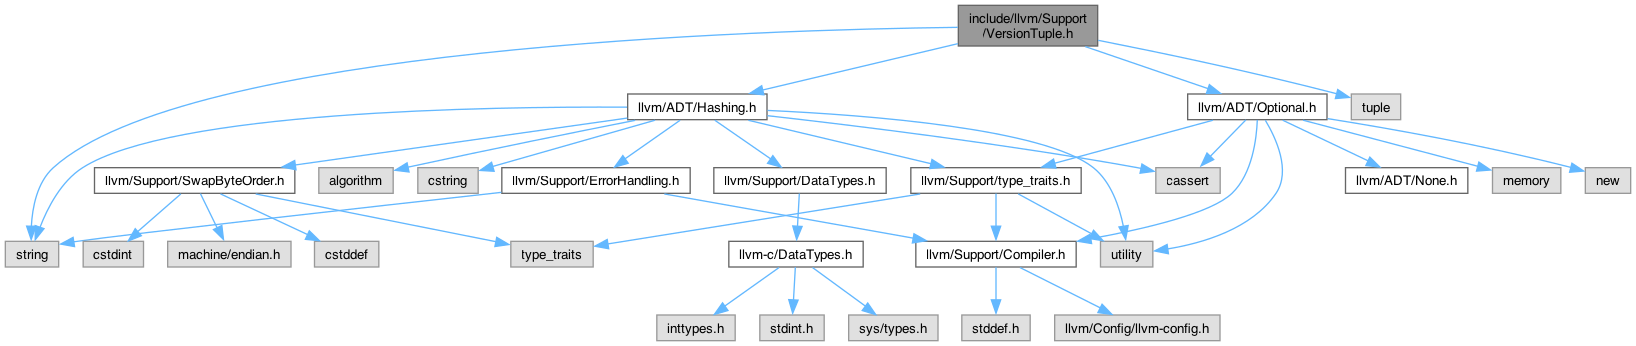 include/llvm/Support
/VersionTuple.h
llvm/ADT/Hashing.h
llvm/ADT/Optional.h
tuple
llvm/Support/SwapByteOrder.h
algorithm
cstring
llvm/Support/ErrorHandling.h
llvm/Support/DataTypes.h
llvm/Support/type_traits.h
cassert
llvm/ADT/None.h
memory
new
string
cstdint
machine/endian.h
cstddef
type_traits
llvm-c/DataTypes.h
llvm/Support/Compiler.h
utility
inttypes.h
stdint.h
sys/types.h
stddef.h
llvm/Config/llvm-config.h